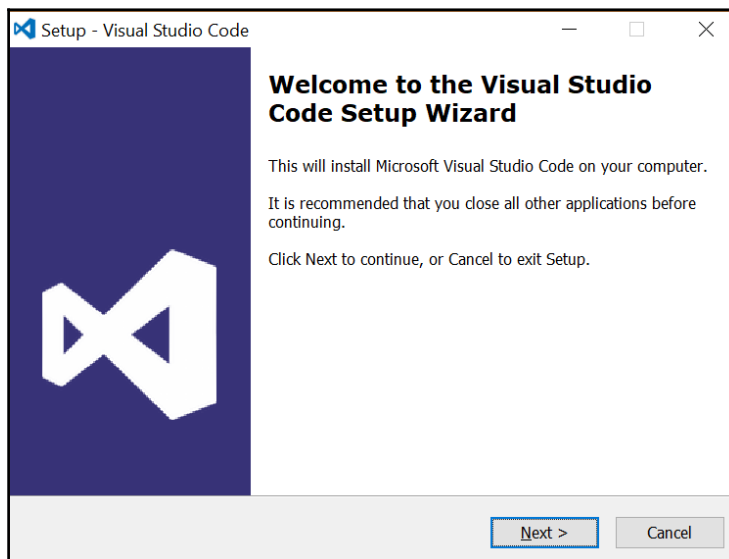 Setup - Visual Studio Code
Welcome to the Visual Studio
Code Setup Wizard
This will install Microsoft Visual Studio Code on your computer.
It is recommended that you close all other applications before
continuing.
Click Next to continue, or Cancel to exit Setup.
Next >
Cancel